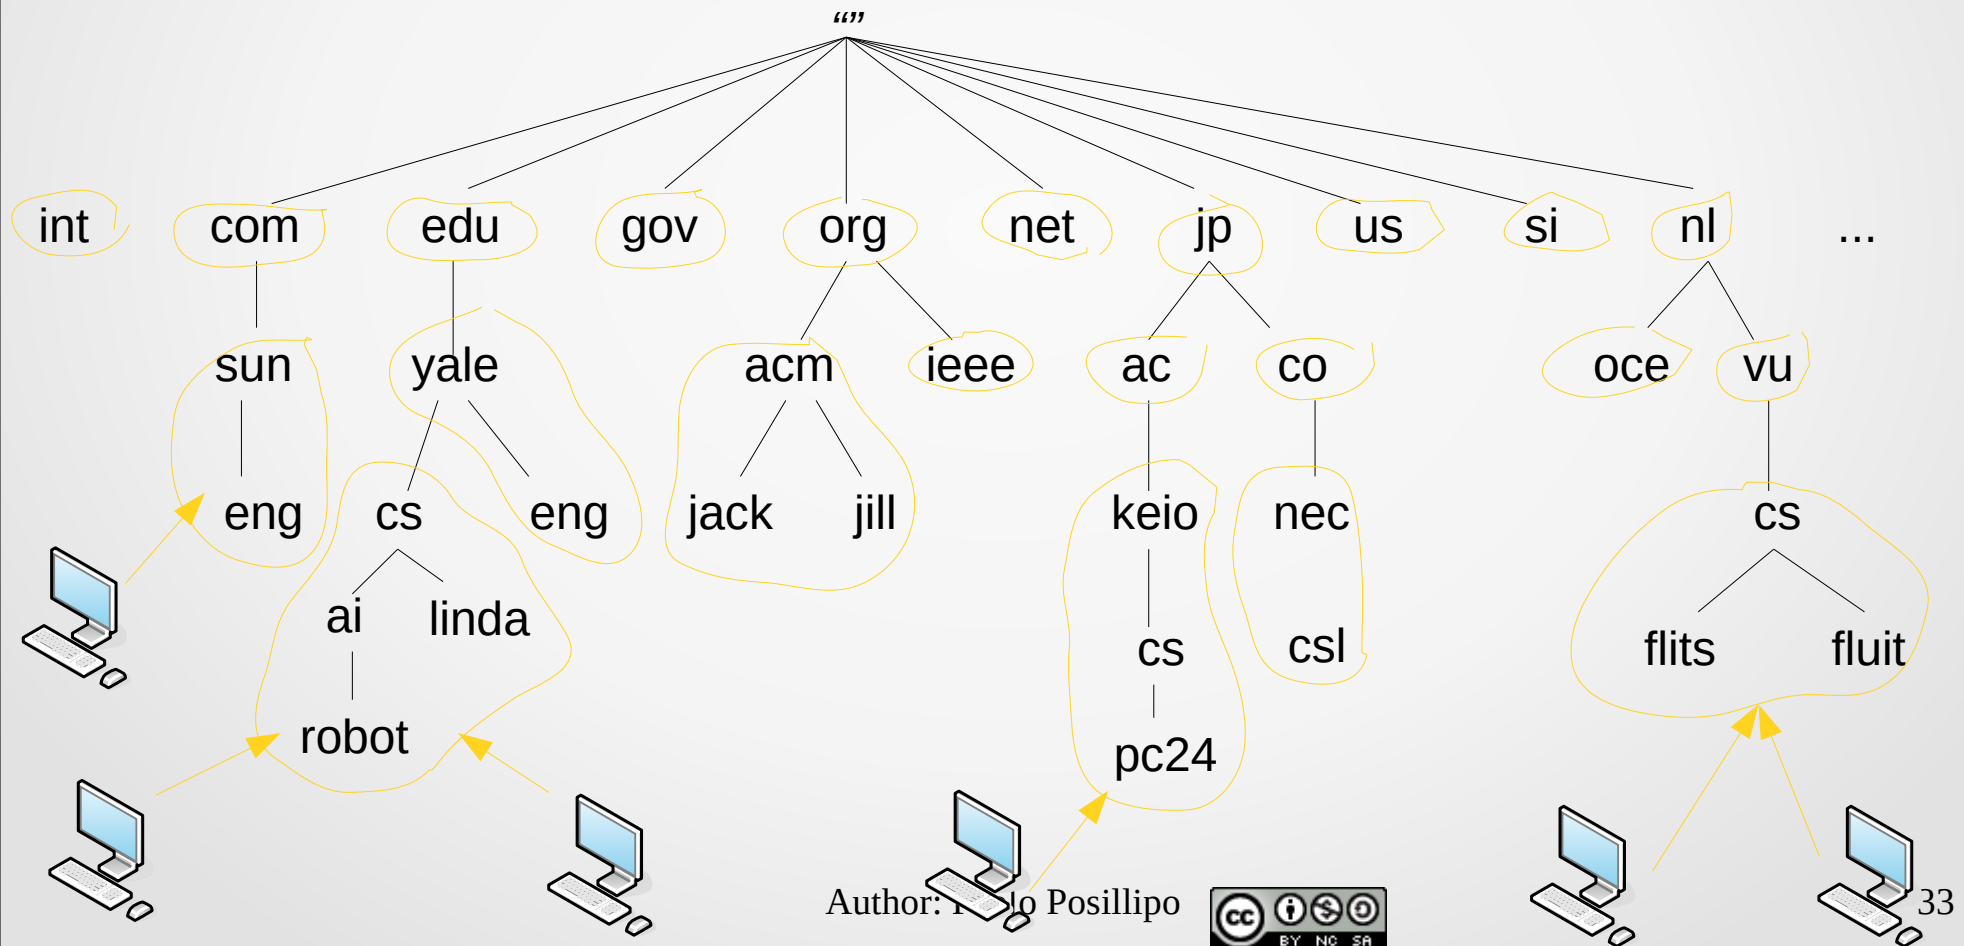 “”
int com edu gov org net jp us si nl ...
sun yale acm ieee ac co oce vu
eng cs eng jack jill keio nec cs
ai linda cs csl flits fluit
robot pc24
Author: Posillipo 33
cc
BY NC SA